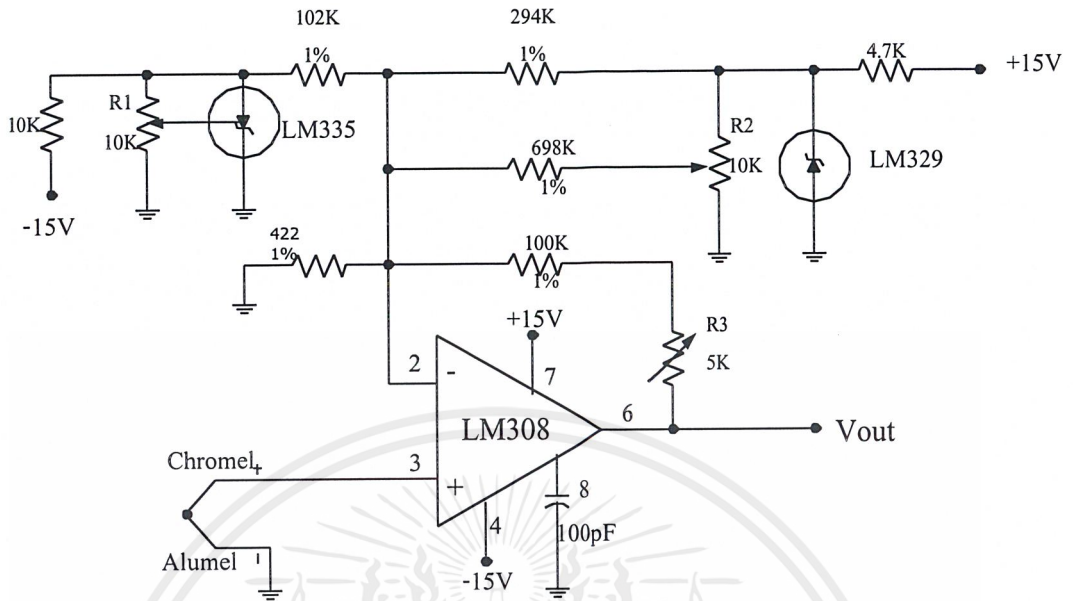 102K
1%
294K
1%
4.7K
+15V
10K
R1
10K
LM335
-15V
698K
1%
R2
10K
LM329
422
1%
100K
1%
R3
5K
+15V
2
-
7
LM308
6
Vout
3
+
8
4
100pF
-15V
Chromel
+
Alumel
-